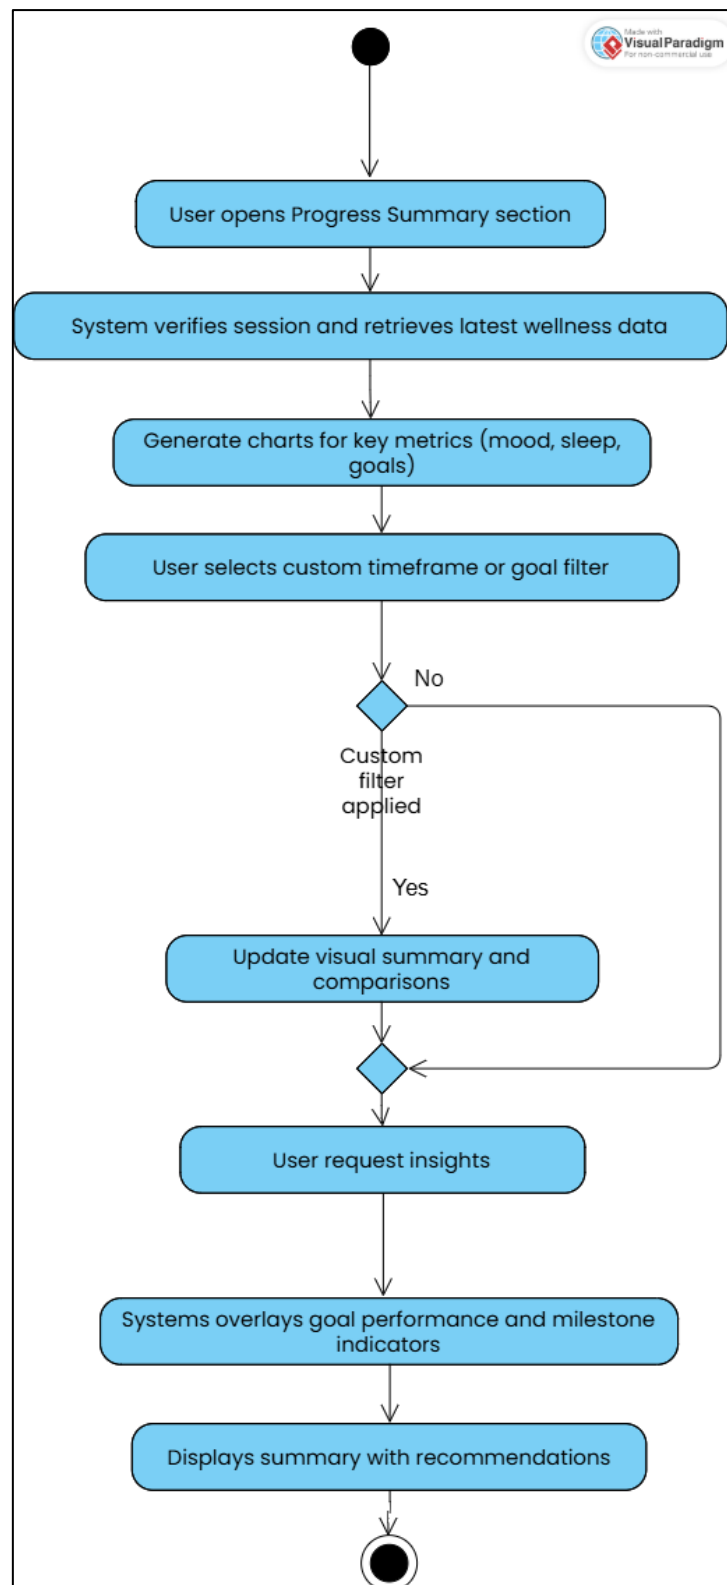 Made with
VisualParadigm
For non-commercial use
User opens Progress Summary section
System verifies session and retrieves latest wellness data
Generate charts for key metrics (mood, sleep,
goals)
User selects custom timeframe or goal filter
No
Custom
filter
applied
Yes
Update visual summary and
comparisons
User request insights
Systems overlays goal performance and milestone
indicators
Displays summary with recommendations